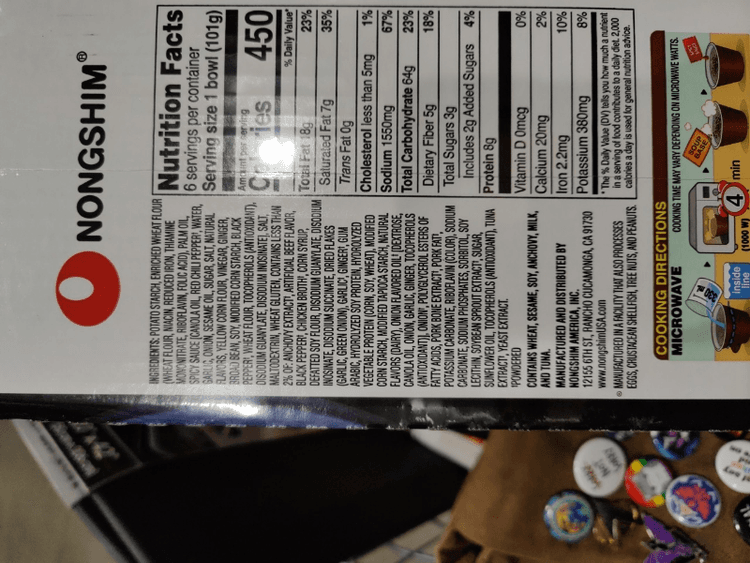 NONGSHIM®
Nutrition Facts
6 servings per container
Serving size 1 bowl (101g)
Amount per serving
Calories 450
% Daily Value*
Total Fat 18g 23%
Saturated Fat 7g 35%
Trans Fat 0g
Cholesterol less than 5mg 1%
Sodium 1550mg 67%
Total Carbohydrate 64g 23%
Dietary Fiber 5g 18%
Total Sugars 3g
Includes 2g Added Sugars 4%
Protein 8g
Vitamin D 0mcg 0%
Calcium 20mg 2%
Iron 2.2mg 10%
Potassium 380mg 8%
* The % Daily Value (DV) tells you how much a nutrient
in a serving of food contributes to a daily diet. 2,000
calories a day is used for general nutrition advice.
INGREDIENTS: POTATO STARCH, ENRICHED WHEAT FLOUR
(WHEAT FLOUR, NIACIN, REDUCED IRON, THIAMINE
MONONITRATE, RIBOFLAVIN, FOLIC ACID), PALM OIL,
SPICY SAUCE (CANOLA OIL, RED CHILI PEPPER, WATER,
GARLIC, ONION, SESAME OIL, SUGAR, SALT, NATURAL
FLAVORS, YELLOW CORN FLOUR, VINEGAR, GINGER,
BROAD BEAN, SOY, MODIFIED CORN STARCH, BLACK
PEPPER, WHEAT FLOUR, TOCOPHEROLS (ANTIOXIDANT),
DISODIUM GUANYLATE, DISODIUM INOSINATE), SALT,
MALTODEXTRIN, WHEAT GLUTEN, CONTAINS LESS THAN
2% OF: ANCHOVY EXTRACT, ARTIFICIAL BEEF FLAVOR,
BLACK PEPPER, CHICKEN BROTH, CORN SYRUP,
DEFATTED SOY FLOUR, DISODIUM GUANYLATE, DISODIUM
INOSINATE, DISODIUM SUCCINATE, DRIED FLAKES
(GARLIC, GREEN ONION), GARLIC, GINGER, GUM
ARABIC, HYDROLYZED SOY PROTEIN, HYDROLYZED
VEGETABLE PROTEIN (CORN, SOY, WHEAT), MODIFIED
CORN STARCH, MODIFIED TAPIOCA STARCH, NATURAL
FLAVORS (DAIRY), ONION FLAVORED OIL (DEXTROSE,
CANOLA OIL, ONION, GARLIC, GINGER, TOCOPHEROLS
(ANTIOXIDANT)), ONION, POLYGLYCEROL ESTERS OF
FATTY ACIDS, PORK BONE EXTRACT, PORK FAT,
POTASSIUM CARBONATE, RIBOFLAVIN (COLOR), SODIUM
CARBONATE, SODIUM PHOSPHATES, SORBITOL, SOY
LECITHIN, SOYBEAN SPROUT EXTRACT, SUGAR,
SUNFLOWER OIL, TOCOPHEROLS (ANTIOXIDANT), TUNA
EXTRACT, YEAST EXTRACT.
*POWDERED
CONTAINS WHEAT, SESAME, SOY, ANCHOVY, MILK,
AND TUNA.
MANUFACTURED AND DISTRIBUTED BY
NONGSHIM AMERICA, INC.
12155 6TH ST., RANCHO CUCAMONGA, CA 91730
www.nongshimUSA.com
MANUFACTURED IN A FACILITY THAT ALSO PROCESSES
EGGS, CRUSTACEAN SHELLFISH, TREE NUTS, AND PEANUTS.
COOKING DIRECTIONS
MICROWAVE
COOKING TIME MAY VARY DEPENDING ON MICROWAVE WATTS.
inside
line
4 min
(1000 W)
SOUP
BASE